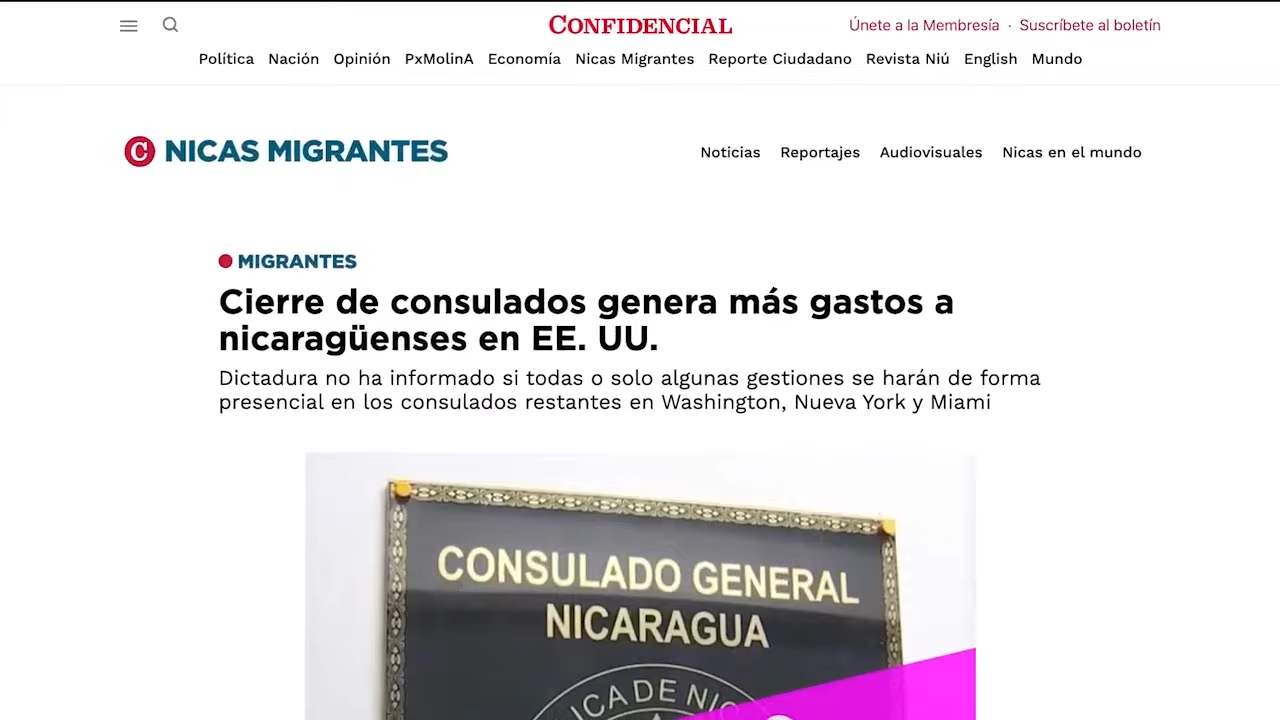 CONFIDENCIAL
Únete a la Membresía · Suscríbete al boletín
Política Nación Opinión PxMolinA Economía Nicas Migrantes Reporte Ciudadano Revista Niú English Mundo
C NICAS MIGRANTES
Noticias Reportajes Audiovisuales Nicas en el mundo
MIGRANTES
Cierre de consulados genera más gastos a
nicaragüenses en EE. UU.
Dictadura no ha informado si todas o solo algunas gestiones se harán de forma
presencial en los consulados restantes en Washington, Nueva York y Miami
CONSULADO GENERAL
NICARAGUA
ICA DE NIC